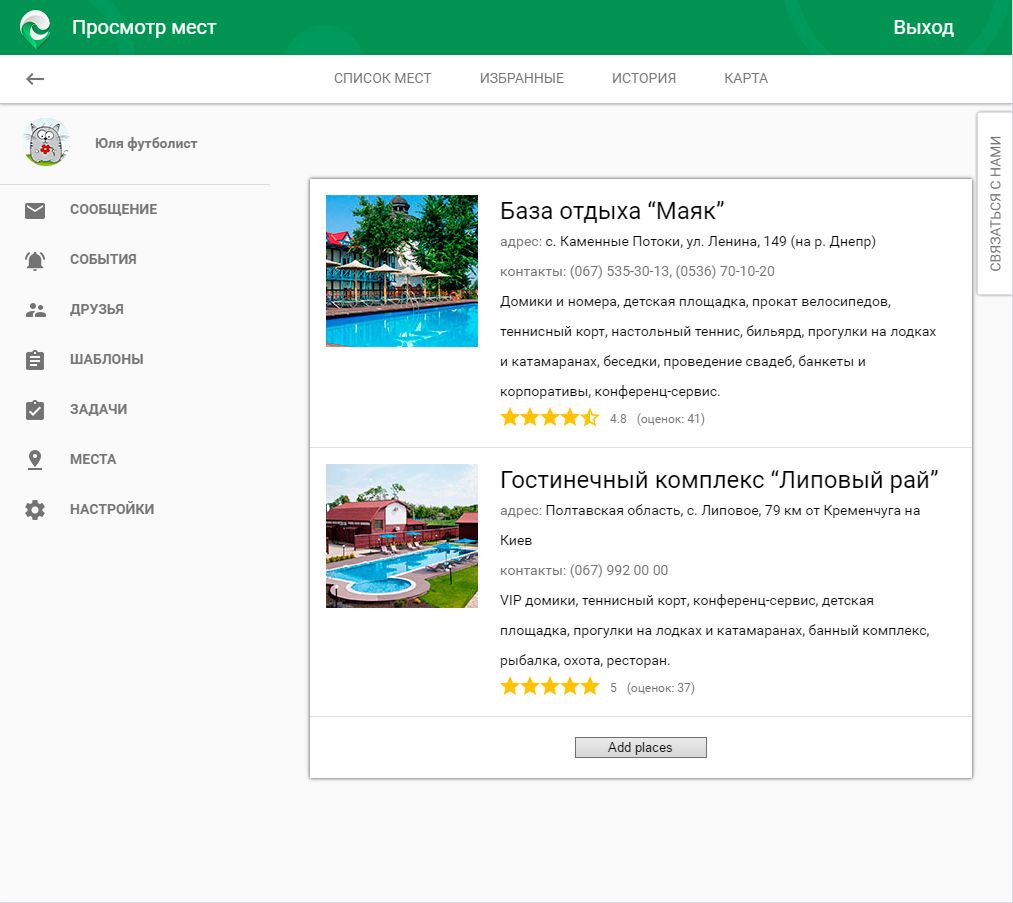 Просмотр мест
Выход
СПИСОК МЕСТ
ИЗБРАННЫЕ
ИСТОРИЯ
КАРТА
Юля футболист
СООБЩЕНИЕ
СОБЫТИЯ
ДРУЗЬЯ
ШАБЛОНЫ
ЗАДАЧИ
МЕСТА
НАСТРОЙКИ
База отдыха “Маяк”
адрес: с. Каменные Потоки, ул. Ленина, 149 (на р. Днепр)
контакты: (067) 535-30-13, (0536) 70-10-20
Домики и номера, детская площадка, прокат велосипедов,
теннисный корт, настольный теннис, бильярд, прогулки на лодках
и катамаранах, беседки, проведение свадеб, банкеты и
корпоративы, конференц-сервис.
4.8 (оценок: 41)
Гостинечный комплекс “Липовый рай”
адрес: Полтавская область, с. Липовое, 79 км от Кременчуга на
Киев
контакты: (067) 992 00 00
VIP домики, теннисный корт, конференц-сервис, детская
площадка, прогулки на лодках и катамаранах, банный комплекс,
рыбалка, охота, ресторан.
5 (оценок: 37)
Add places
СВЯЗАТЬСЯ С НАМИ